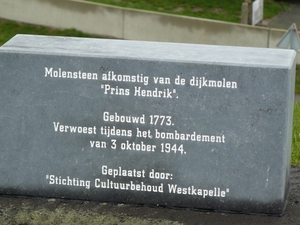 Molensteen afkomstig van de dijkmolen
"Prins Hendrik".
Gebouwd 1773.
Verwoest tijdens het bombardement
van 3 oktober 1944.
Geplaatst door:
"Stichting Cultuurbehoud Westkapelle"